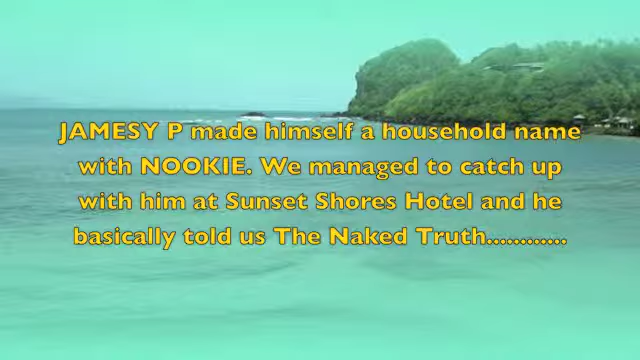 JAMESY P made himself a household name
with NOOKIE. We managed to catch up
with him at Sunset Shores Hotel and he
basically told us The Naked Truth............